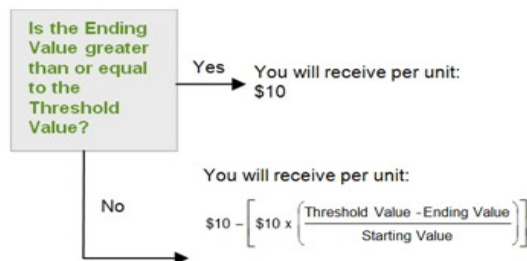 Is the Ending
Value greater
than or equal
to the
Threshold
Value?
Yes
You will receive per unit:
$10
No
You will receive per unit:
$10 – [$10 x (Threshold Value - Ending Value / Starting Value)]